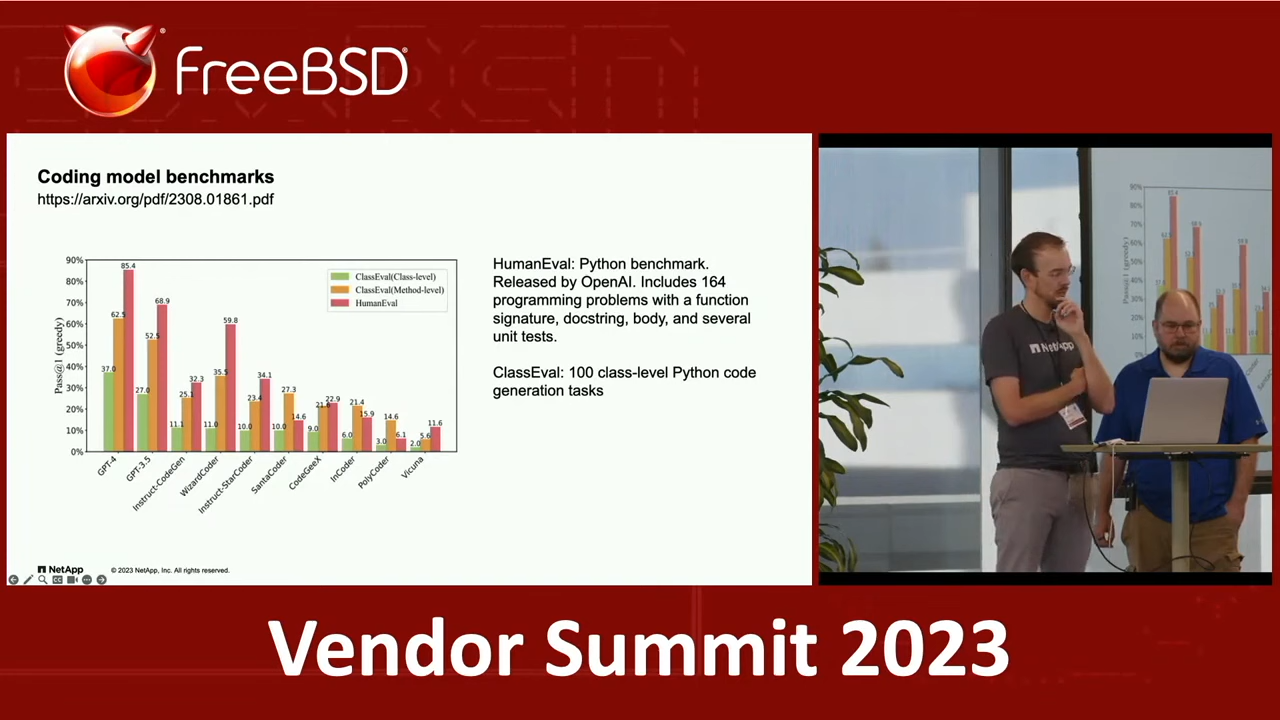 FreeBSD®
Coding model benchmarks
https://arxiv.org/pdf/2308.01861.pdf
HumanEval: Python benchmark.
Released by OpenAI. Includes 164
programming problems with a function
signature, docstring, body, and several
unit tests.
ClassEval: 100 class-level Python code
generation tasks
Pass@1 (greedy)
90%
80%
70%
60%
50%
40%
30%
20%
10%
0%
ClassEval(Class-level)
ClassEval(Method-level)
HumanEval
37.0 62.5 85.4
27.0 52.5 68.9
11.1 25.1 32.3
11.0 35.5 59.8
10.0 23.4 34.1
10.0 27.3 14.6
9.0 21.6 22.9
6.0 21.4 15.9
3.0 14.6 6.1
2.0 5.6 11.6
GPT-4
GPT-3.5
Instruct-CodeGen
WizardCoder
Instruct-StarCoder
SantaCoder
CodeGeeX
InCoder
PolyCoder
Vicuna
NetApp
© 2023 NetApp, Inc. All rights reserved.
NetApp
Vendor Summit 2023